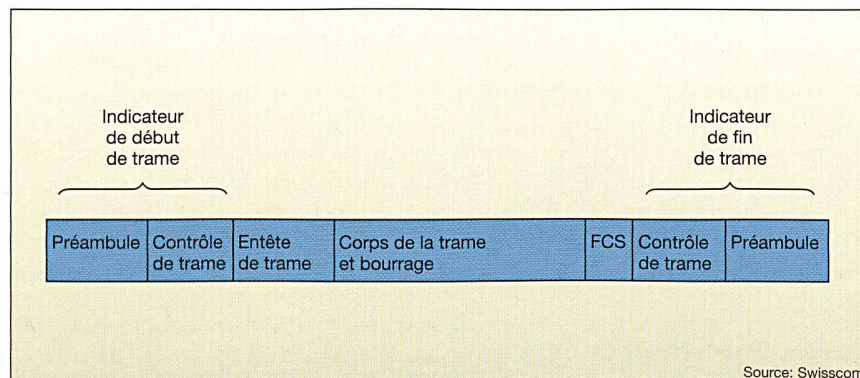 Indicateur
de début
de trame
Indicateur
de fin
de trame
Préambule
Contrôle
de trame
Entête
de trame
Corps de la trame
et bourrage
FCS
Contrôle
de trame
Préambule
Source: Swisscom